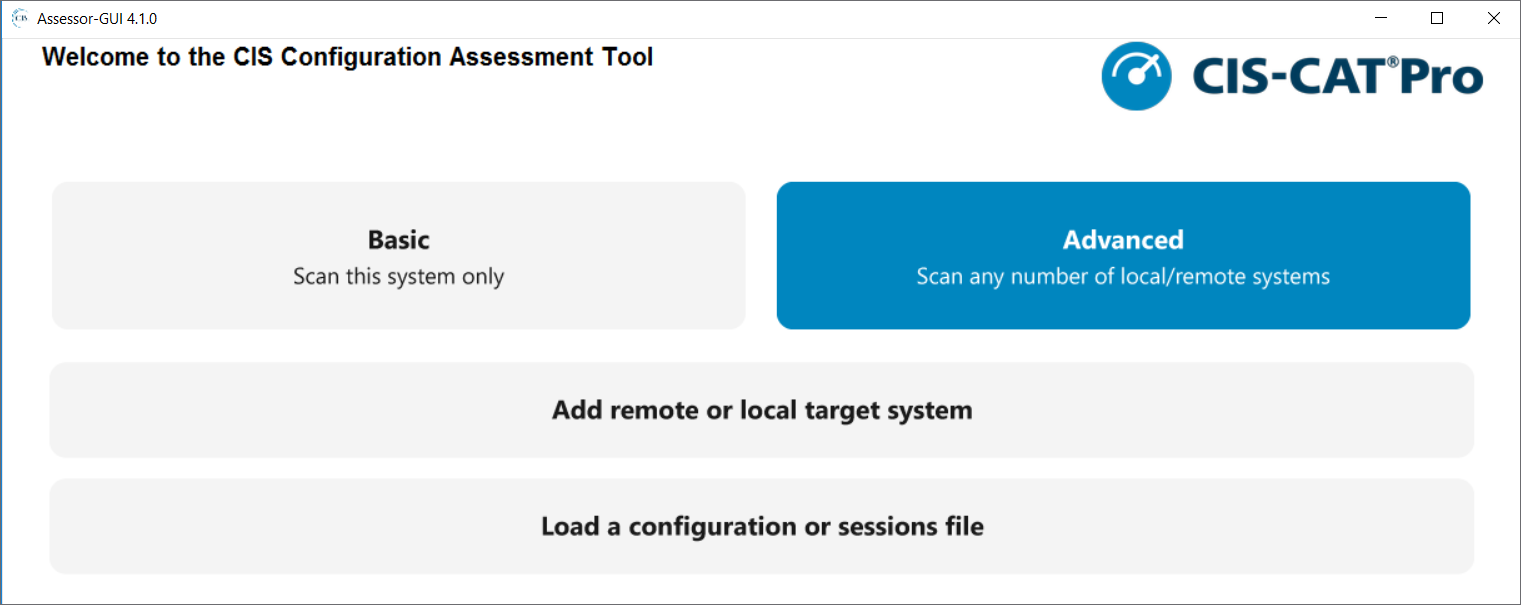 CIS Assessor-GUI 4.1.0
Welcome to the CIS Configuration Assessment Tool
CIS-CAT®Pro
Basic
Scan this system only
Advanced
Scan any number of local/remote systems
Add remote or local target system
Load a configuration or sessions file